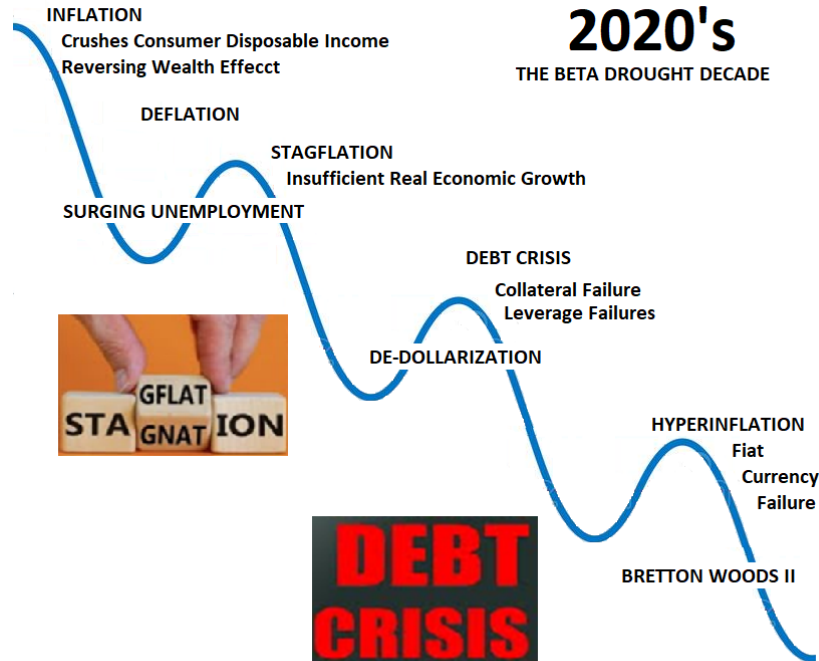 INFLATION
Crushes Consumer Disposable Income
Reversing Wealth Effecct
2020's
THE BETA DROUGHT DECADE
DEFLATION
STAGFLATION
Insufficient Real Economic Growth
SURGING UNEMPLOYMENT
DEBT CRISIS
Collateral Failure
Leverage Failures
DE-DOLLARIZATION
GFLAT
STA GNAT ION
HYPERINFLATION
Fiat
Currency
Failure
DEBT
CRISIS
BRETTON WOODS II